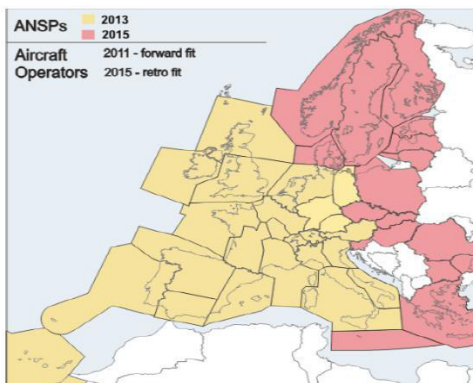 ANSPs 2013
2015
Aircraft 2011 - forward fit
Operators 2015 - retro fit